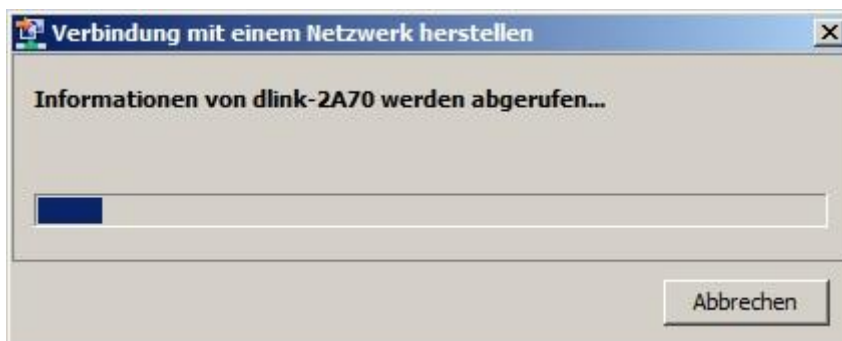 Verbindung mit einem Netzwerk herstellen
Informationen von dlink-2A70 werden abgerufen...
Abbrechen